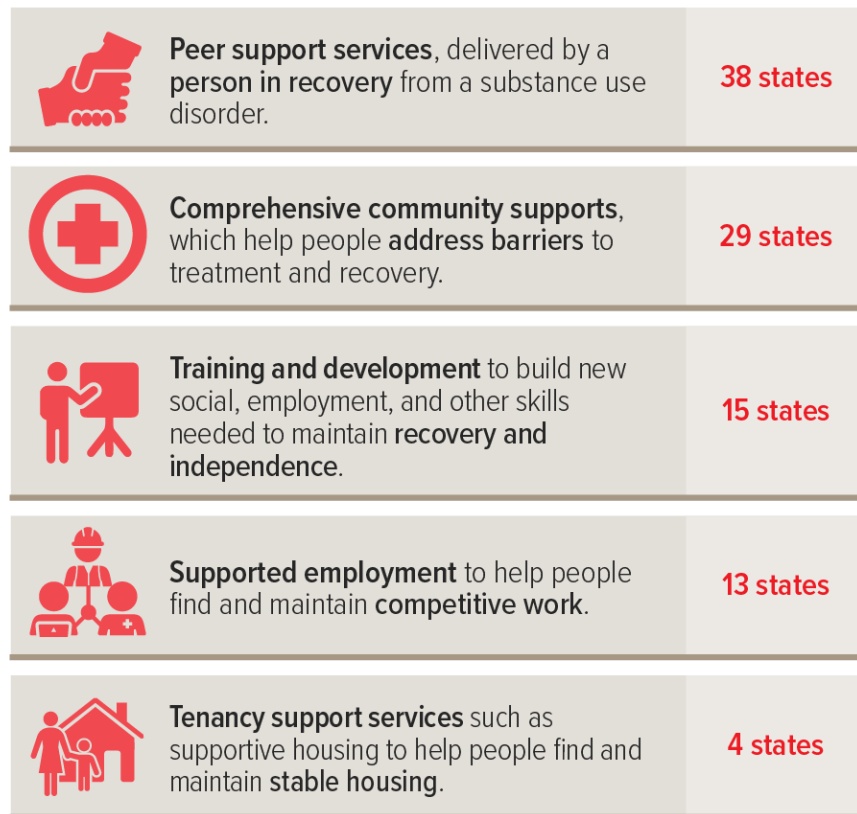 Peer support services, delivered by a
person in recovery from a substance use
disorder.
38 states
Comprehensive community supports,
which help people address barriers to
treatment and recovery.
29 states
Training and development to build new
social, employment, and other skills
needed to maintain recovery and
independence.
15 states
Supported employment to help people
find and maintain competitive work.
13 states
Tenancy support services such as
supportive housing to help people find and
maintain stable housing.
4 states